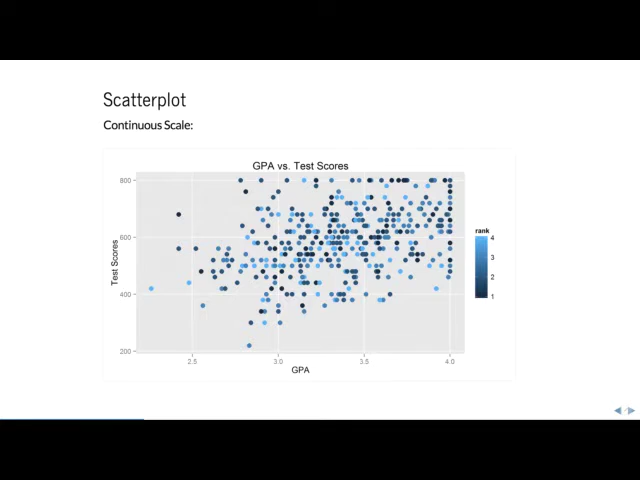 Scatterplot
Continuous Scale:
GPA vs. Test Scores
800
600
400
200
Test Scores
2.5 3.0 3.5 4.0
GPA
rank
4
3
2
1